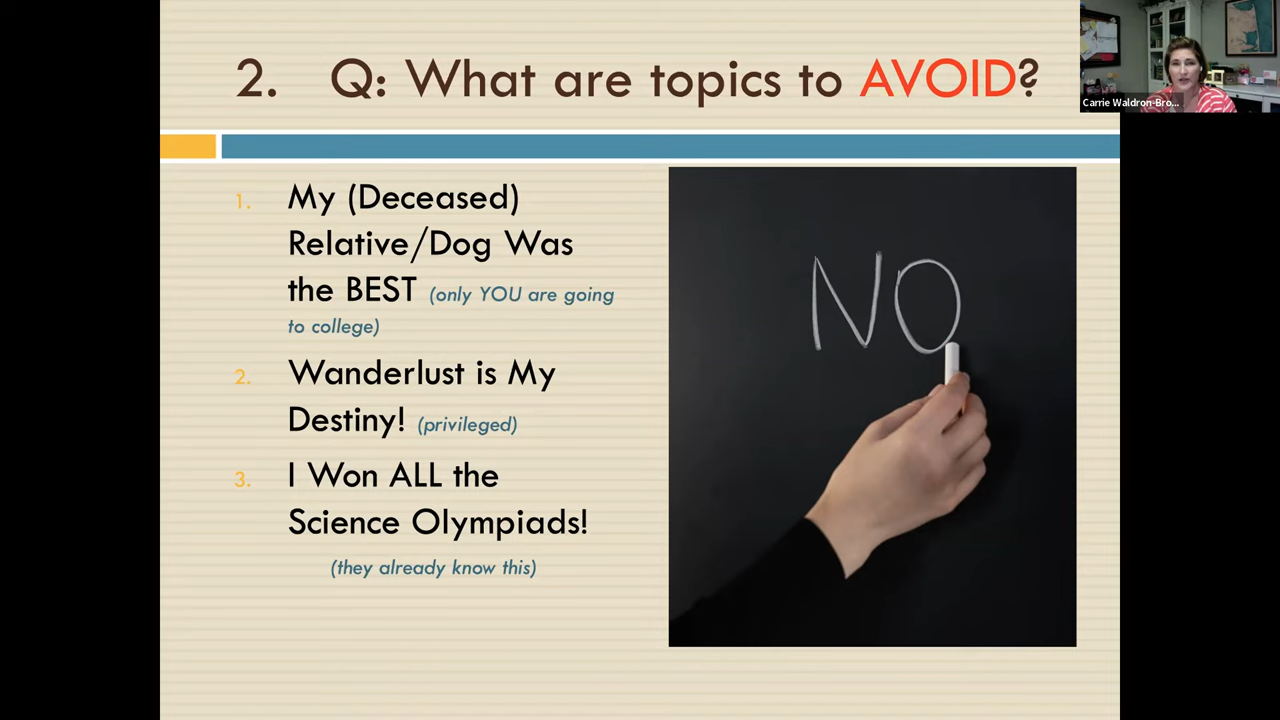 2. Q: What are topics to AVOID?
Carrie Waldron-Bro...
1. My (Deceased)
Relative/Dog Was
the BEST (only YOU are going
to college)
2. Wanderlust is My
Destiny! (privileged)
3. I Won ALL the
Science Olympiads!
(they already know this)
NO